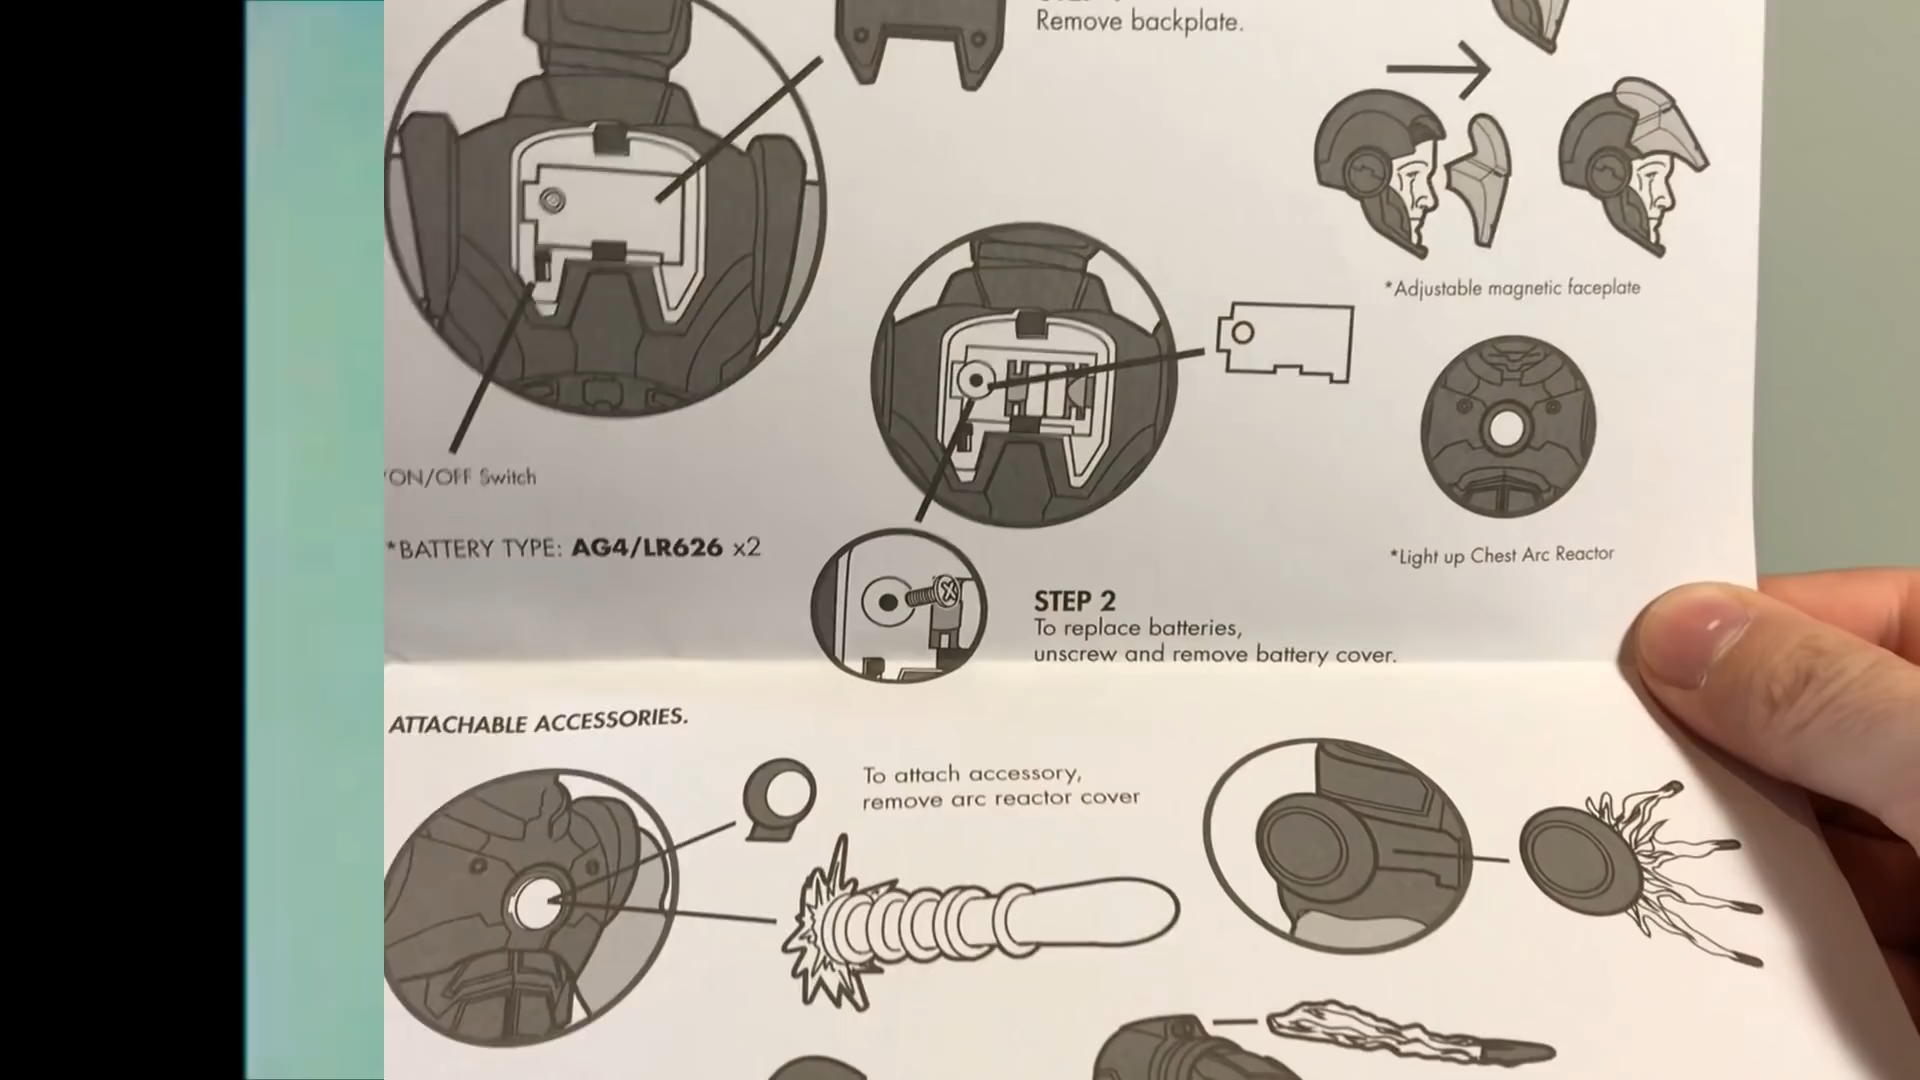 Remove backplate.
*Adjustable magnetic faceplate
ON/OFF Switch
*BATTERY TYPE: AG4/LR626 x2
*Light up Chest Arc Reactor
STEP 2
To replace batteries,
unscrew and remove battery cover.
ATTACHABLE ACCESSORIES.
To attach accessory,
remove arc reactor cover